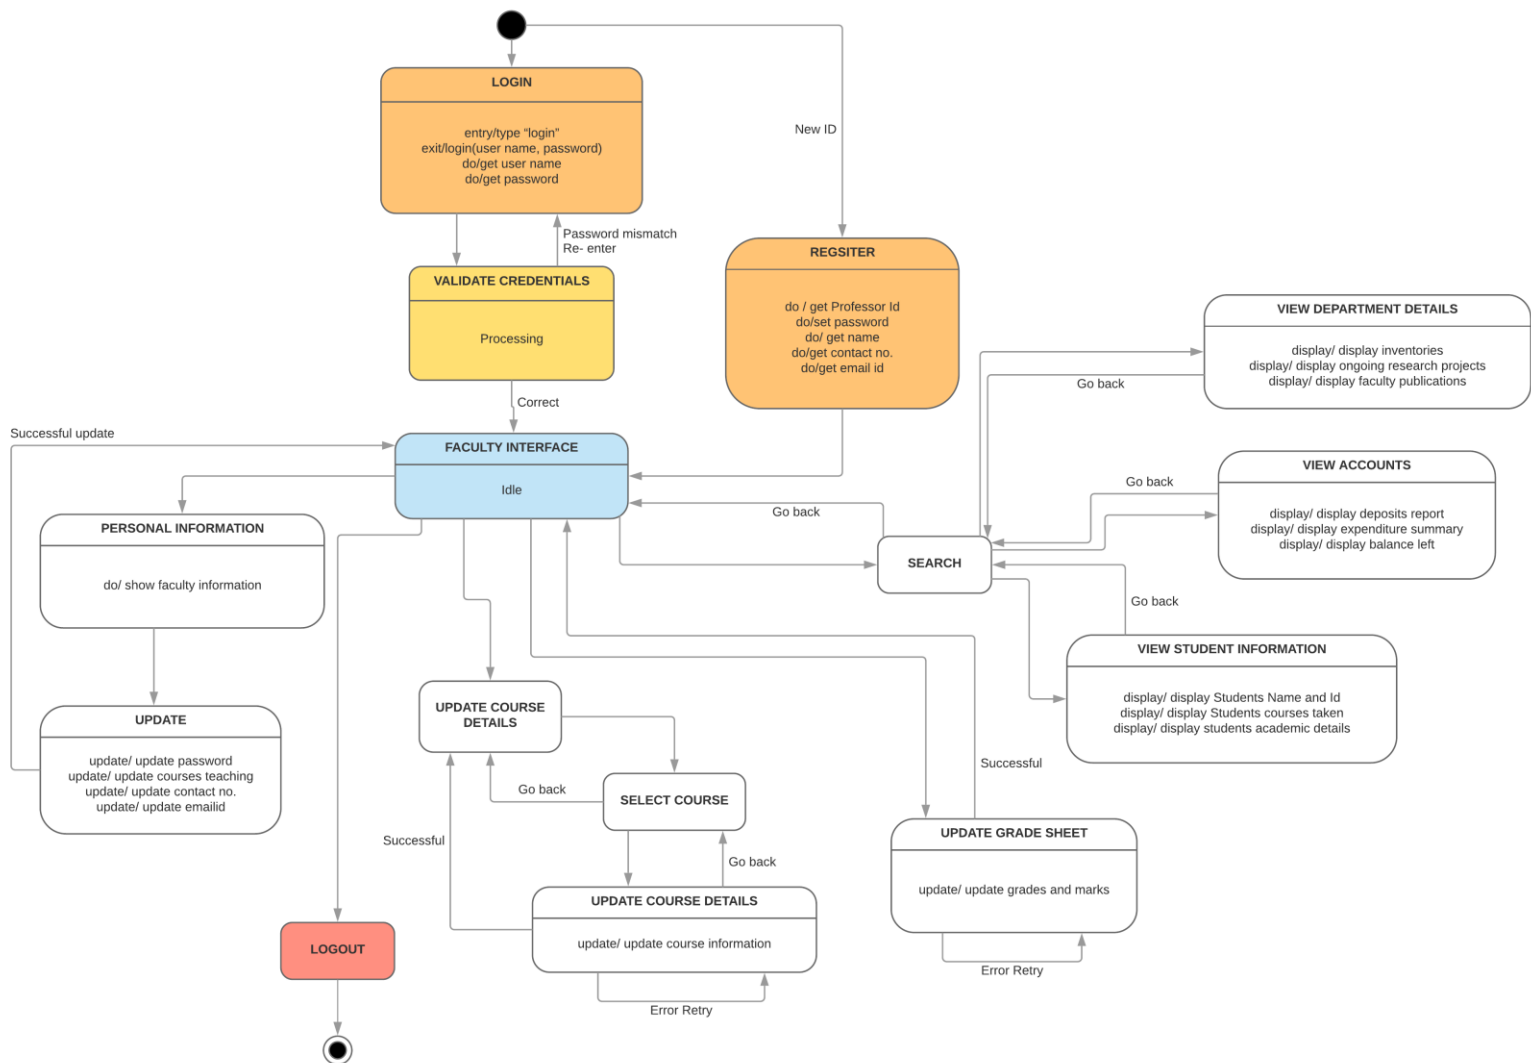 LOGIN
entry/type “login”
exit/login(user name, password)
do/get user name
do/get password
New ID
Password mismatch
Re- enter
VALIDATE CREDENTIALS
Processing
Correct
REGSITER
do / get Professor Id
do/set password
do/ get name
do/get contact no.
do/get email id
VIEW DEPARTMENT DETAILS
display/ display inventories
display/ display ongoing research projects
display/ display faculty publications
Go back
Successful update
FACULTY INTERFACE
Idle
VIEW ACCOUNTS
display/ display deposits report
display/ display expenditure summary
display/ display balance left
Go back
Go back
SEARCH
PERSONAL INFORMATION
do/ show faculty information
Go back
VIEW STUDENT INFORMATION
display/ display Students Name and Id
display/ display Students courses taken
display/ display students academic details
UPDATE
update/ update password
update/ update courses teaching
update/ update contact no.
update/ update emailid
UPDATE COURSE
DETAILS
Go back
SELECT COURSE
Successful
Successful
Go back
UPDATE COURSE DETAILS
update/ update course information
Error Retry
UPDATE GRADE SHEET
update/ update grades and marks
Error Retry
LOGOUT